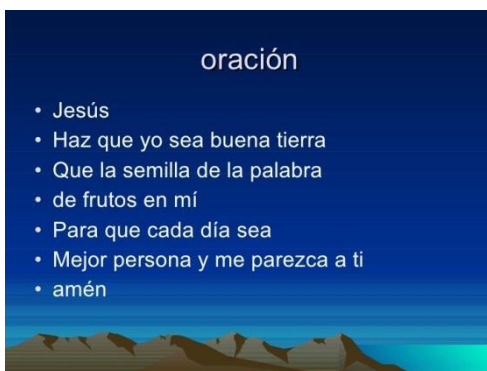 oración
• Jesús
• Haz que yo sea buena tierra
• Que la semilla de la palabra
• de frutos en mí
• Para que cada día sea
• Mejor persona y me parezca a ti
• amén